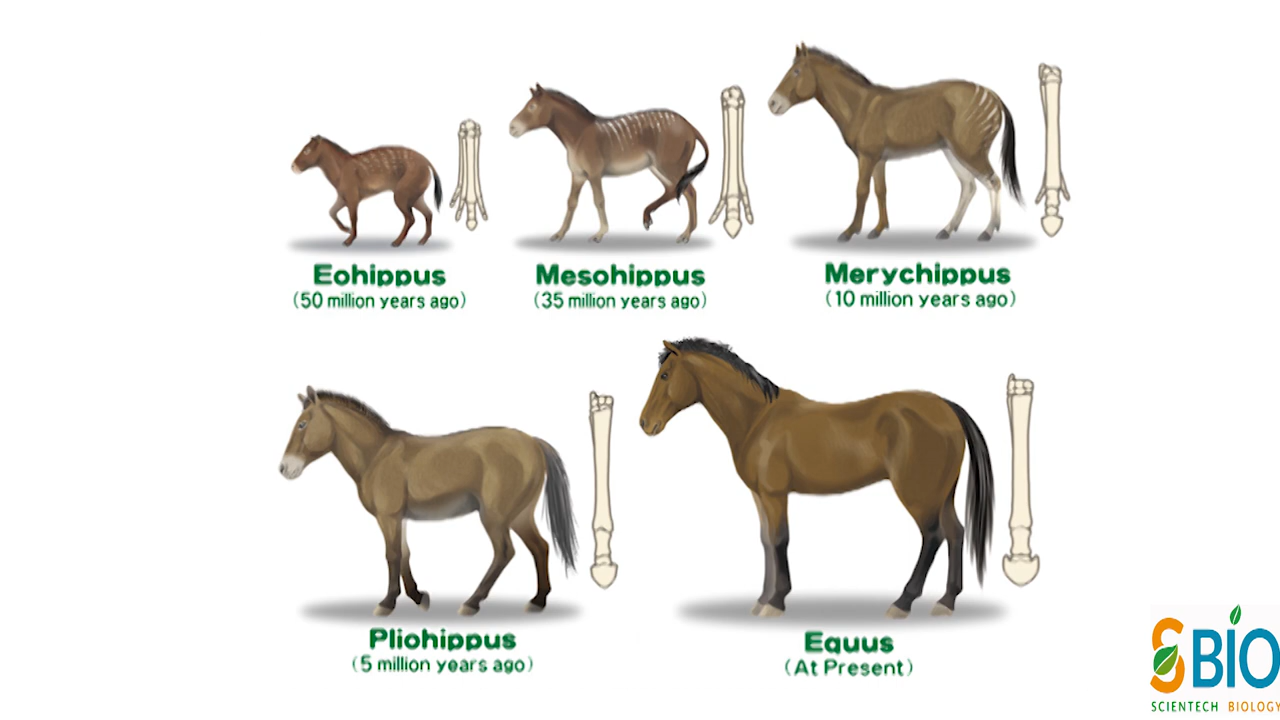 Eohippus
(50 million years ago)
Mesohippus
(35 million years ago)
Merychippus
(10 million years ago)
Pliohippus
(5 million years ago)
Equus
(At Present)
SBIO
SCIENTECH BIOLOGY